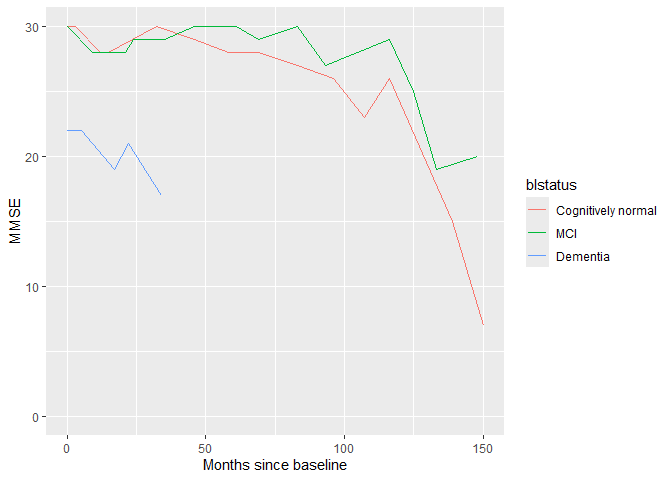 30
20
10
0
MMSE
0
50
100
150
Months since baseline
blstatus
Cognitively normal
MCI
Dementia